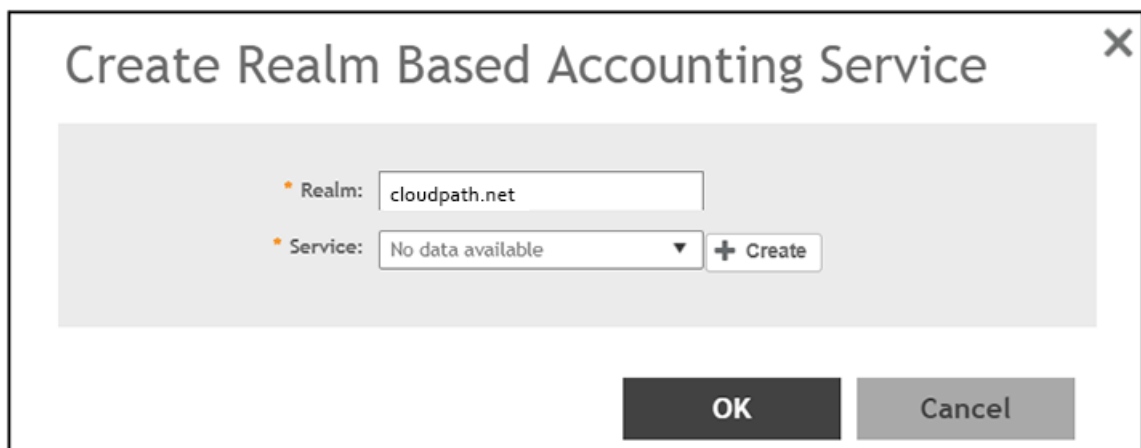 Create Realm Based Accounting Service
* Realm: cloudpath.net
* Service: No data available + Create
OK Cancel